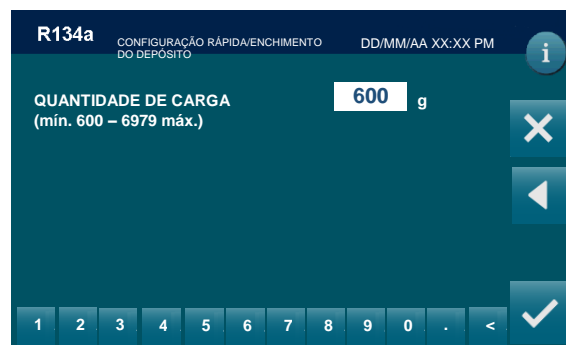 R134a
CONFIGURAÇÃO RÁPIDA/ENCHIMENTO
DO DEPÓSITO
DD/MM/AA XX:XX PM
i
QUANTIDADE DE CARGA
600 g
(mín. 600 – 6979 máx.)
1 2 3 4 5 6 7 8 9 0 . <